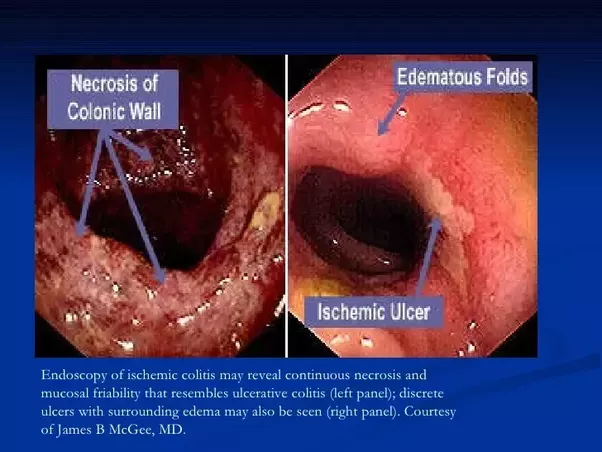 Necrosis of
Colonic Wall
Edematous Folds
Ischemic Ulcer
Endoscopy of ischemic colitis may reveal continuous necrosis and
mucosal friability that resembles ulcerative colitis (left panel); discrete
ulcers with surrounding edema may also be seen (right panel). Courtesy
of James B McGee, MD.